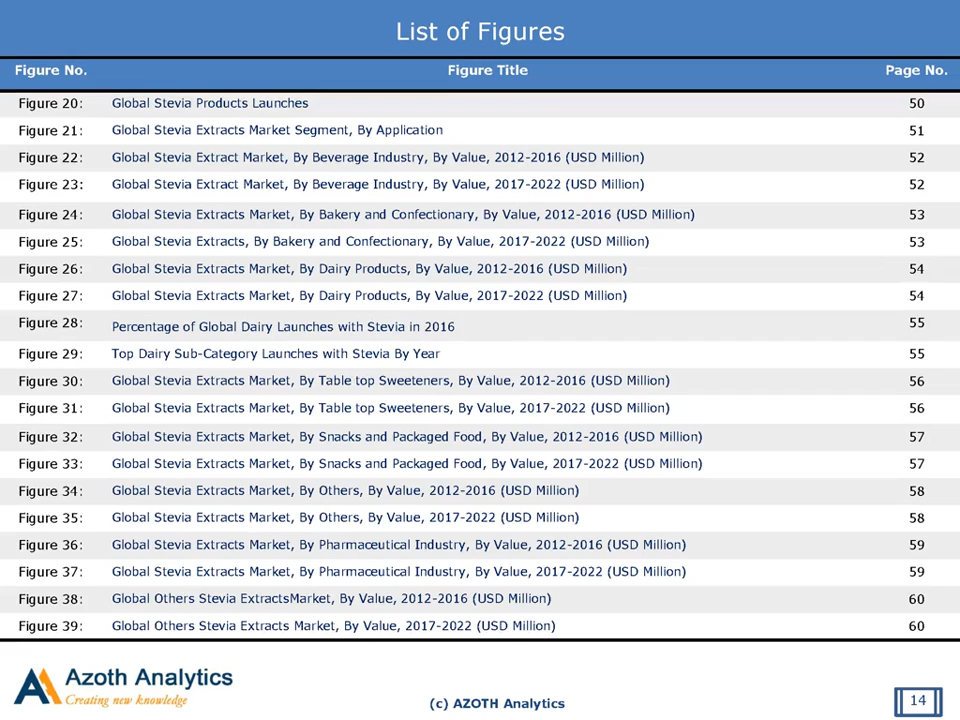 List of Figures
Figure No. Figure Title Page No.
Figure 20: Global Stevia Products Launches 50
Figure 21: Global Stevia Extracts Market Segment, By Application 51
Figure 22: Global Stevia Extract Market, By Beverage Industry, By Value, 2012-2016 (USD Million) 52
Figure 23: Global Stevia Extract Market, By Beverage Industry, By Value, 2017-2022 (USD Million) 52
Figure 24: Global Stevia Extracts Market, By Bakery and Confectionary, By Value, 2012-2016 (USD Million) 53
Figure 25: Global Stevia Extracts, By Bakery and Confectionary, By Value, 2017-2022 (USD Million) 53
Figure 26: Global Stevia Extracts Market, By Dairy Products, By Value, 2012-2016 (USD Million) 54
Figure 27: Global Stevia Extracts Market, By Dairy Products, By Value, 2017-2022 (USD Million) 54
Figure 28: Percentage of Global Dairy Launches with Stevia in 2016 55
Figure 29: Top Dairy Sub-Category Launches with Stevia By Year 55
Figure 30: Global Stevia Extracts Market, By Table top Sweeteners, By Value, 2012-2016 (USD Million) 56
Figure 31: Global Stevia Extracts Market, By Table top Sweeteners, By Value, 2017-2022 (USD Million) 56
Figure 32: Global Stevia Extracts Market, By Snacks and Packaged Food, By Value, 2012-2016 (USD Million) 57
Figure 33: Global Stevia Extracts Market, By Snacks and Packaged Food, By Value, 2017-2022 (USD Million) 57
Figure 34: Global Stevia Extracts Market, By Others, By Value, 2012-2016 (USD Million) 58
Figure 35: Global Stevia Extracts Market, By Others, By Value, 2017-2022 (USD Million) 58
Figure 36: Global Stevia Extracts Market, By Pharmaceutical Industry, By Value, 2012-2016 (USD Million) 59
Figure 37: Global Stevia Extracts Market, By Pharmaceutical Industry, By Value, 2017-2022 (USD Million) 59
Figure 38: Global Others Stevia ExtractsMarket, By Value, 2012-2016 (USD Million) 60
Figure 39: Global Others Stevia Extracts Market, By Value, 2017-2022 (USD Million) 60
Azoth Analytics
Creating new knowledge
(c) AZOTH Analytics
14